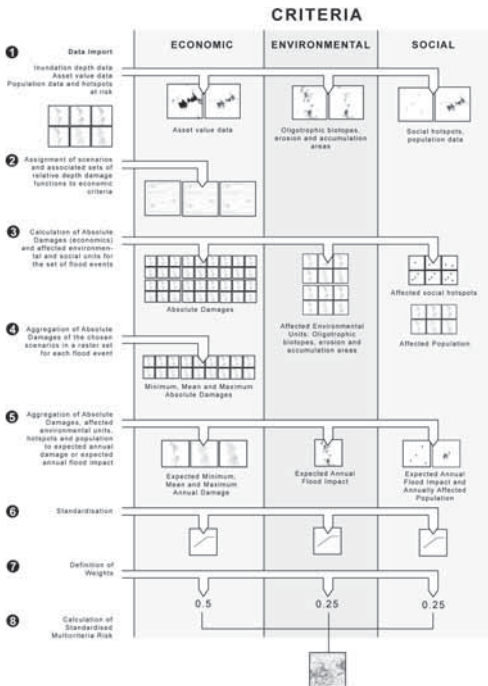 CRITERIA
ECONOMIC
ENVIRONMENTAL
SOCIAL
1
Data Import
Inundation depth data
Asset value data
Population data and hotspots
at risk
Asset value data
Oligotrophic biotopes,
erosion and accumulation
areas
Social hotspots,
population data
2
Assignment of scenarios
and associated sets of
relative depth damage
functions to economic
criteria
3
Calculation of Absolute
Damages (economics) and
affected environmen-
tal and social units for
the set of flood events
Absolute Damages
Affected Environmental
Units: Oligotrophic
biotopes, erosion and
accumulation areas
Affected social hotspots
Affected Population
4
Aggregation of Absolute
Damages of the chosen
scenarios in a raster set
for each flood event
Minimum, Mean and Maximum
Absolute Damages
5
Aggregation of Absolute
Damages, affected
environmental units,
hotspots and population
to expected annual
damage or expected
annual flood impact
Expected Minimum,
Mean and Maximum
Annual Damage
Expected Annual
Flood Impact
Expected Annual
Flood Impact and
Annually Affected
Population
6
Standardisation
7
Definition of
Weights
0.5
0.25
0.25
8
Calculation of
Standardised
Multicriteria Risk